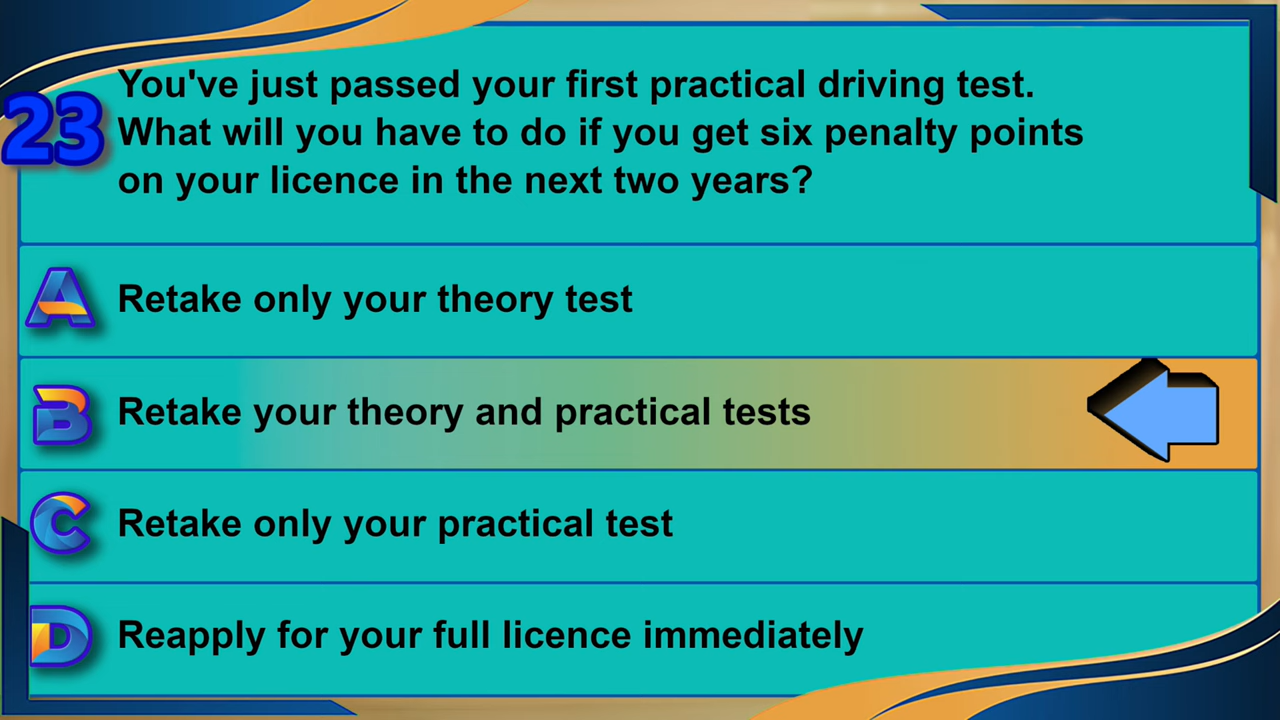 23
You've just passed your first practical driving test.
What will you have to do if you get six penalty points
on your licence in the next two years?
A Retake only your theory test
B Retake your theory and practical tests
C Retake only your practical test
D Reapply for your full licence immediately